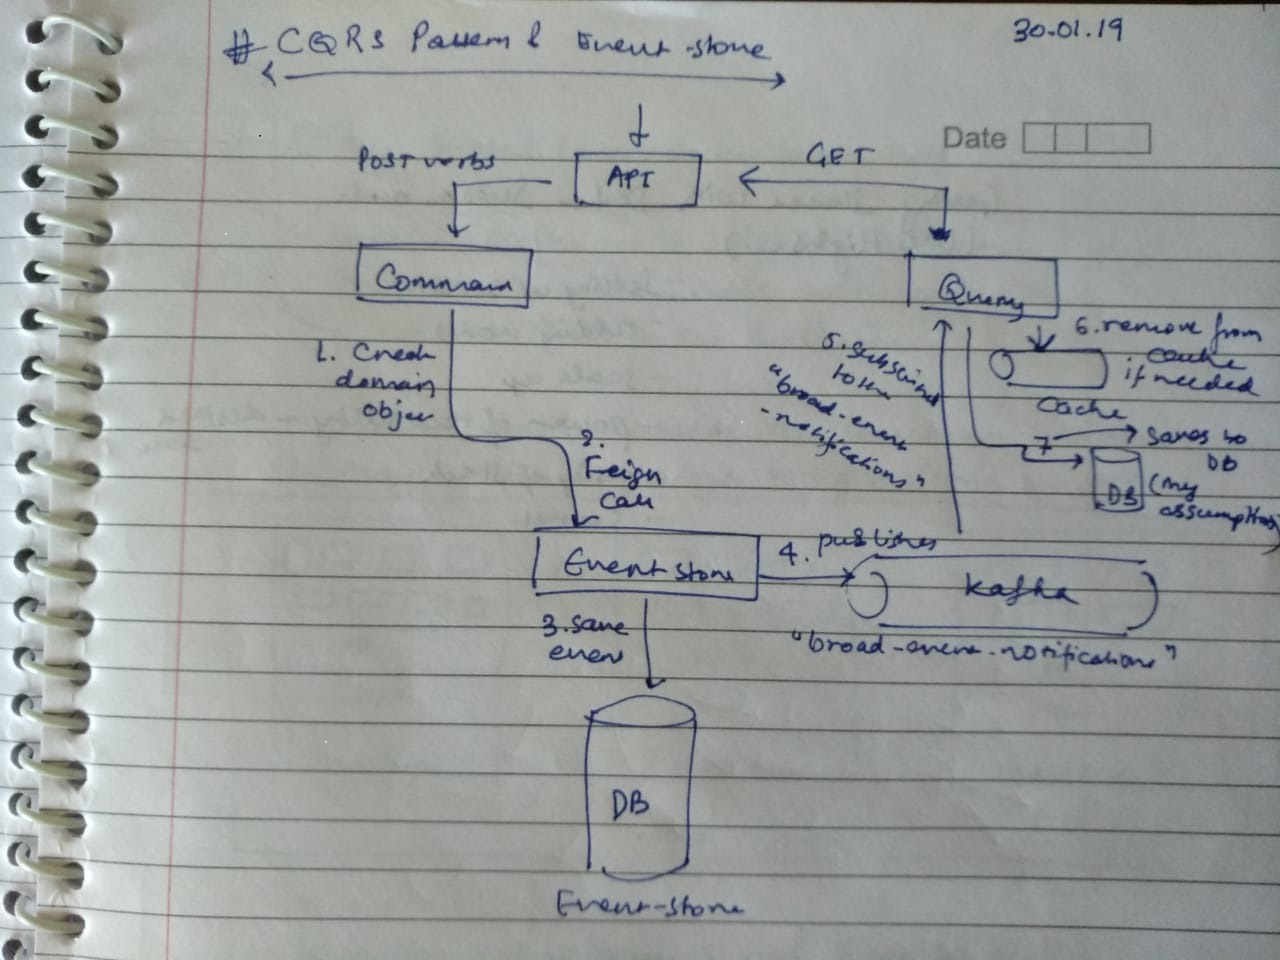 # CQRS Pattern & Event-store
30.01.19
Date
POST verbs
API
GET
Command
Query
1. Create
domain
object
2.
Feign
call
5. subscribe
to the
"broad-event
-notifications"
6. remove from
cache
if needed
Cache
7
saves to
DB
DB
(my
assumption)
Event store
4. publishes
Kafka
"broad-event-notifications"
3. save
event
DB
Event-store